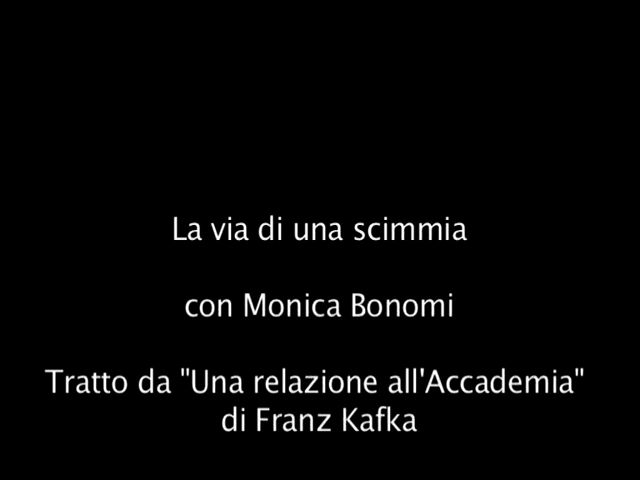 La via di una scimmia
con Monica Bonomi
Tratto da "Una relazione all'Accademia"
di Franz Kafka